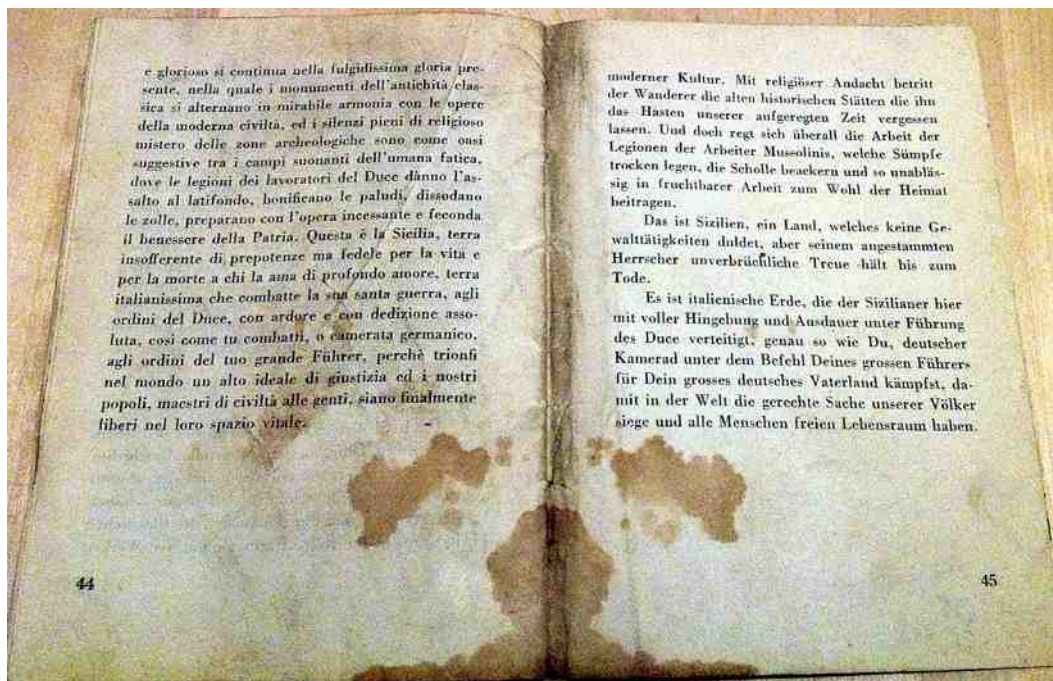 e glorioso si continua nella fulgidissima gloria pre-
sente, nella quale i monumenti dell'antichità clas-
sica si alternano in mirabile armonia con le opere
della moderna civiltà, ed i silenzi pieni di religioso
mistero delle zone archeologiche sono come oasi
suggestive tra i campi suonanti dell'umana fatica,
dove le legioni dei lavoratori del Duce dànno l'as-
salto al latifondo, bonificano le paludi, dissodano
le zolle, preparano con l'opera incessante e feconda
il benessere della Patria. Questa è la Sicilia, terra
insofferente di prepotenze ma fedele per la vita e
per la morte a chi la ama di profondo amore, terra
italianissima che combatte la sua santa guerra, agli
ordini del Duce, con ardore e con dedizione asso-
luta, così come tu combatti, o camerata germanico,
agli ordini del tuo grande Führer, perchè trionfi
nel mondo un alto ideale di giustizia ed i nostri
popoli, maestri di civiltà alle genti, siano finalmente
liberi nel loro spazio vitale.
44
moderner Kultur. Mit religiöser Andacht betritt
der Wanderer die alten historischen Stätten die ihn
das Hasten unserer aufgeregten Zeit vergessen
lassen. Und doch regt sich überall die Arbeit der
Legionen der Arbeiter Mussolinis, welche Sümpfe
trocken legen, die Scholle beackern und so unabläs-
sig in fruchtbarer Arbeit zum Wohl der Heimat
beitragen.
Das ist Sizilien, ein Land, welches keine Ge-
walttätigkeiten duldet, aber seinem angestammten
Herrscher unverbrüchliche Treue hält bis zum
Tode.
Es ist italienische Erde, die der Sizilianer hier
mit voller Hingebung und Ausdauer unter Führung
des Duce verteitigt, genau so wie Du, deutscher
Kamerad unter dem Befehl Deines grossen Führers
für Dein grosses deutsches Vaterland kämpfst, da-
mit in der Welt die gerechte Sache unserer Völker
siege und alle Menschen freien Lebensraum haben.
45